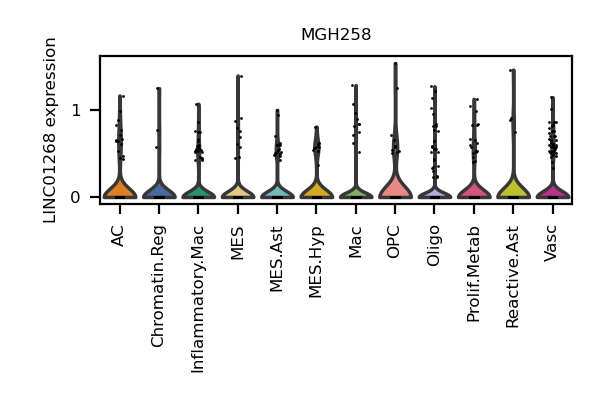 MGH258
LINC01268 expression
1
0
AC
Chromatin.Reg
Inflammatory.Mac
MES
MES.Ast
MES.Hyp
Mac
OPC
Oligo
Prolif.Metab
Reactive.Ast
Vasc